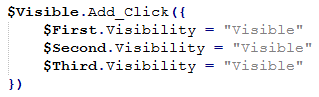 $Visible.Add_Click({
    $First.Visibility = "Visible"
    $Second.Visibility = "Visible"
    $Third.Visibility = "Visible"
})